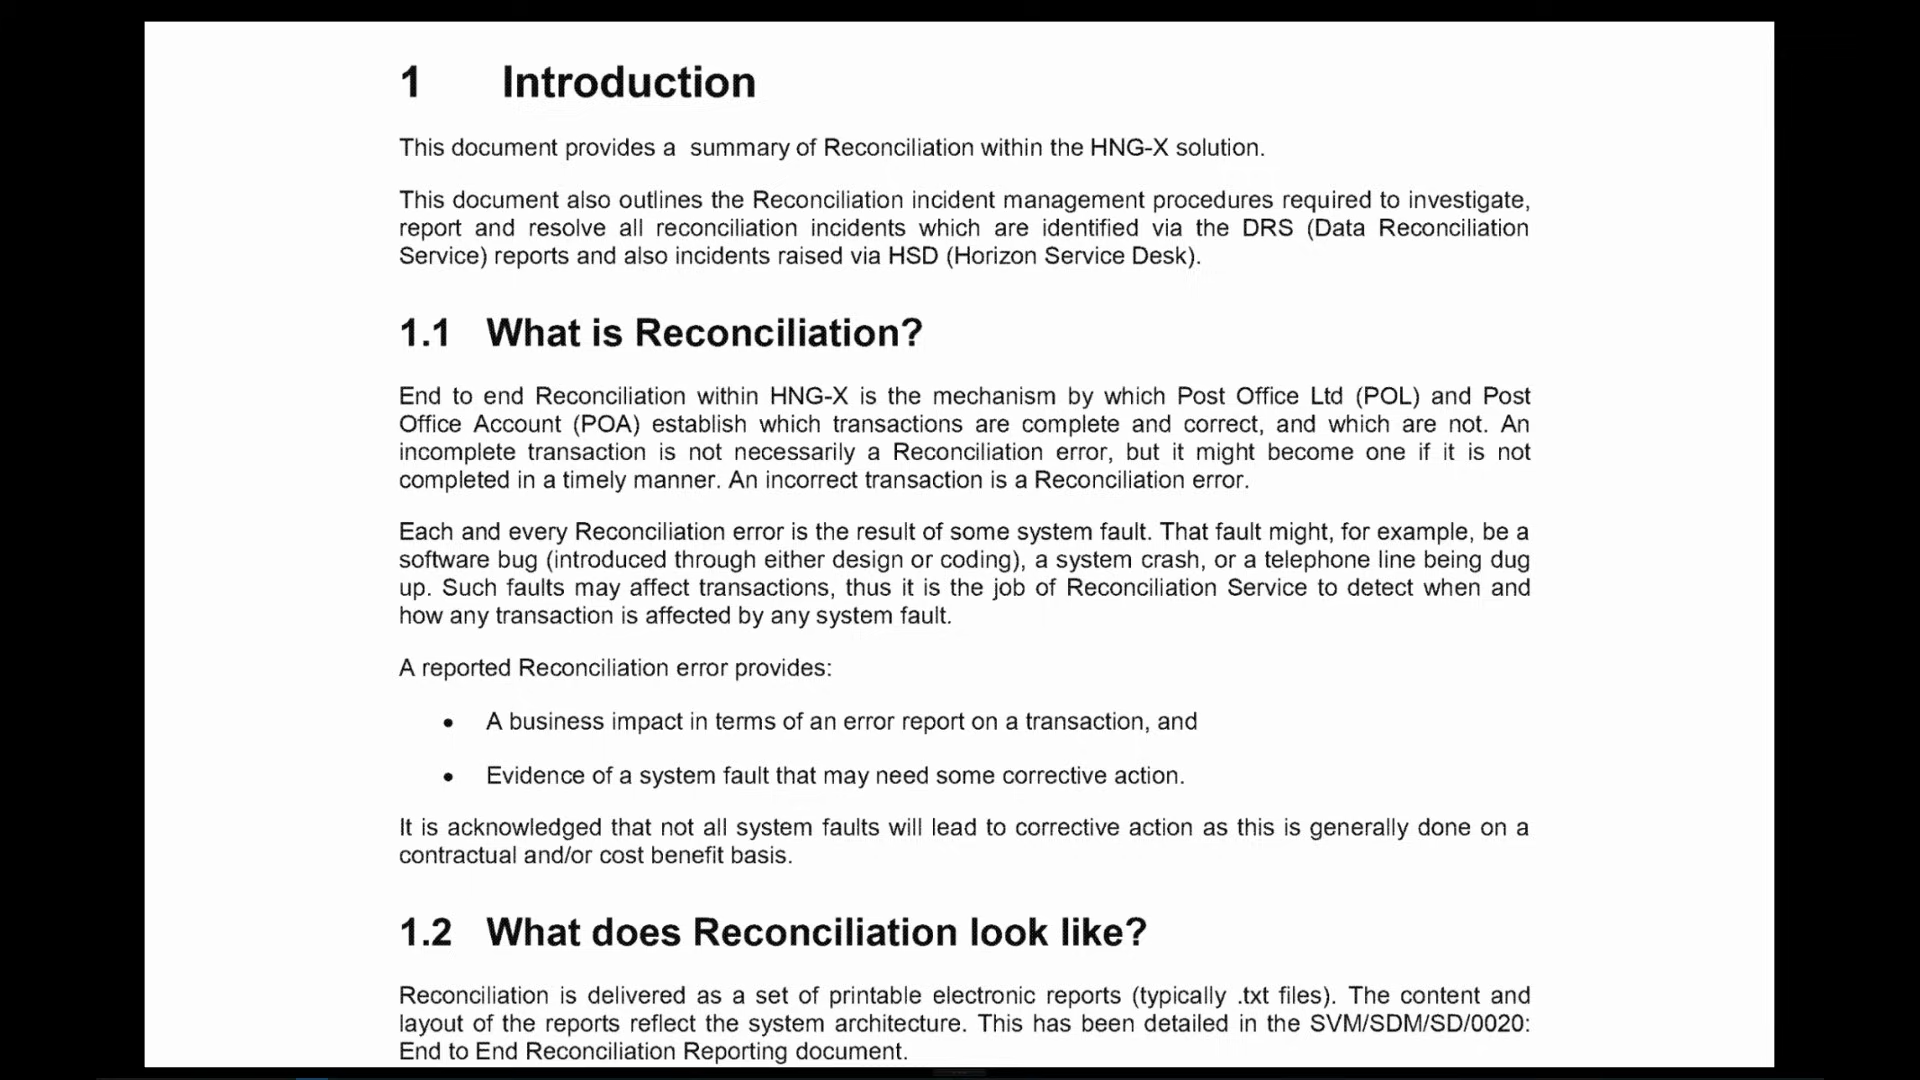 1 Introduction
This document provides a summary of Reconciliation within the HNG-X solution.
This document also outlines the Reconciliation incident management procedures required to investigate,
report and resolve all reconciliation incidents which are identified via the DRS (Data Reconciliation
Service) reports and also incidents raised via HSD (Horizon Service Desk).
1.1 What is Reconciliation?
End to end Reconciliation within HNG-X is the mechanism by which Post Office Ltd (POL) and Post
Office Account (POA) establish which transactions are complete and correct, and which are not. An
incomplete transaction is not necessarily a Reconciliation error, but it might become one if it is not
completed in a timely manner. An incorrect transaction is a Reconciliation error.
Each and every Reconciliation error is the result of some system fault. That fault might, for example, be a
software bug (introduced through either design or coding), a system crash, or a telephone line being dug
up. Such faults may affect transactions, thus it is the job of Reconciliation Service to detect when and
how any transaction is affected by any system fault.
A reported Reconciliation error provides:
• A business impact in terms of an error report on a transaction, and
• Evidence of a system fault that may need some corrective action.
It is acknowledged that not all system faults will lead to corrective action as this is generally done on a
contractual and/or cost benefit basis.
1.2 What does Reconciliation look like?
Reconciliation is delivered as a set of printable electronic reports (typically .txt files). The content and
layout of the reports reflect the system architecture. This has been detailed in the SVM/SDM/SD/0020:
End to End Reconciliation Reporting document.